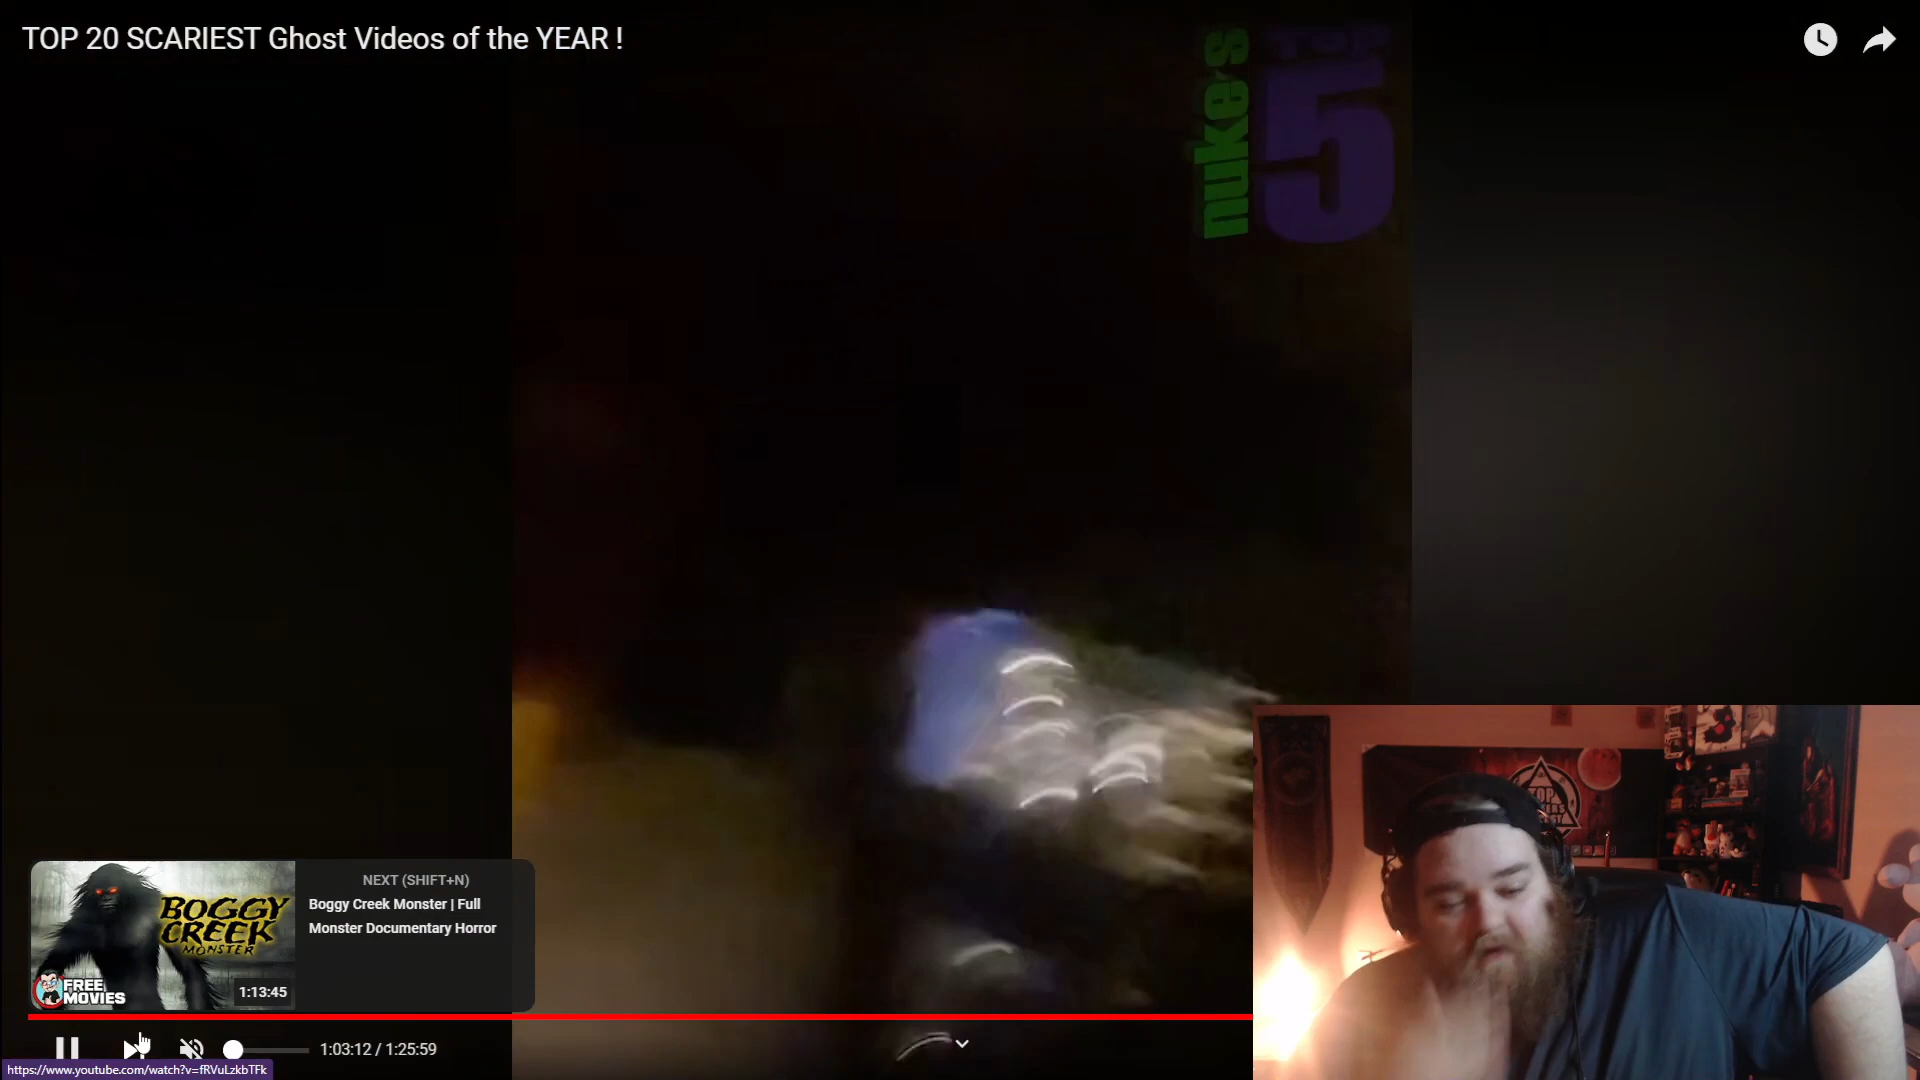 TOP 20 SCARIEST Ghost Videos of the YEAR !
nuke's
TOP
5
NEXT (SHIFT+N)
Boggy Creek Monster | Full
Monster Documentary Horror
BOGGY
CREEK
MONSTER
FREE
MOVIES
1:13:45
1:03:12 / 1:25:59
https://www.youtube.com/watch?v=fRVuLzkbTFk
TOP